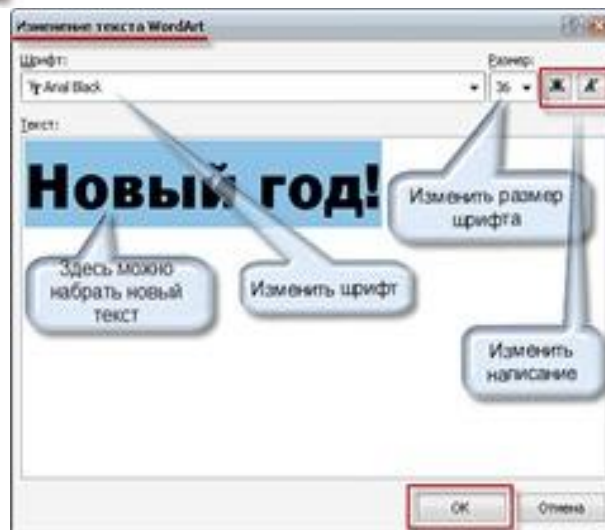 Изменение текста WordArt
Шрифт:
Размер:
Arial Black
36
Ж
К
Текст:
Новый год!
Изменить размер
шрифта
Здесь можно
набрать новый
текст
Изменить шрифт
Изменить
написание
OK
Отмена